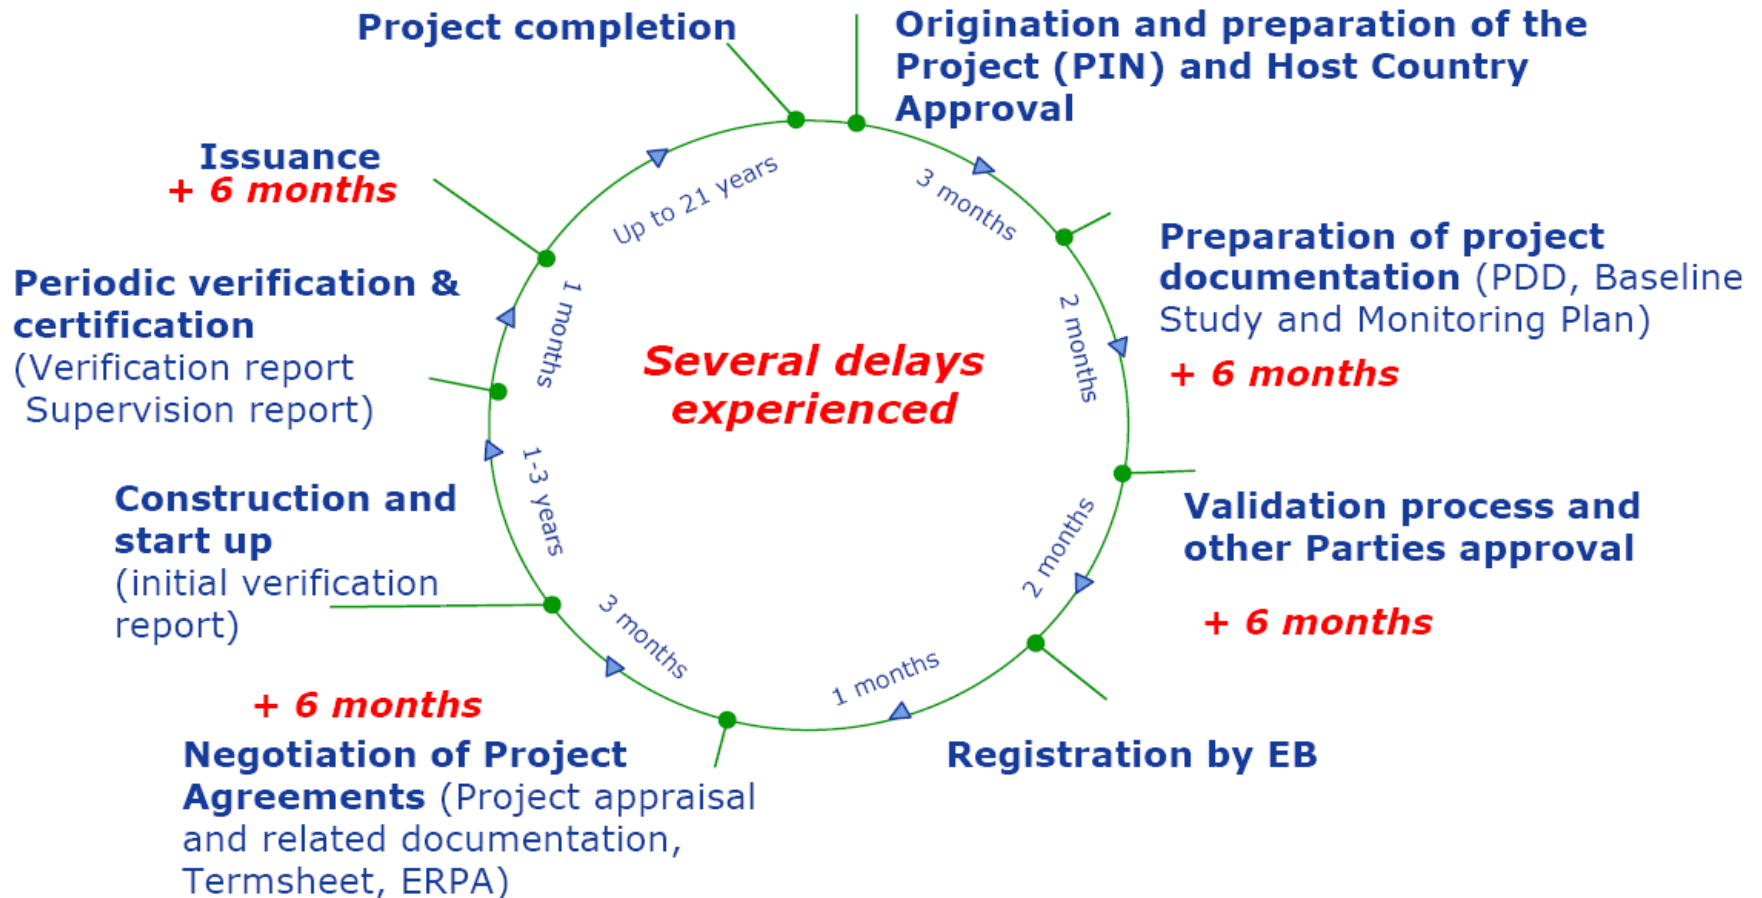 Project completion
Origination and preparation of the
Project (PIN) and Host Country
Approval
3 months
Preparation of project
documentation (PDD, Baseline
Study and Monitoring Plan)
+ 6 months
2 months
Validation process and
other Parties approval
+ 6 months
2 months
Registration by EB
1 months
+ 6 months
Negotiation of Project
Agreements (Project appraisal
and related documentation,
Termsheet, ERPA)
3 months
Construction and
start up
(initial verification
report)
1-3 years
Periodic verification &
certification
(Verification report
Supervision report)
1 months
Issuance
+ 6 months
Up to 21 years
Several delays
experienced